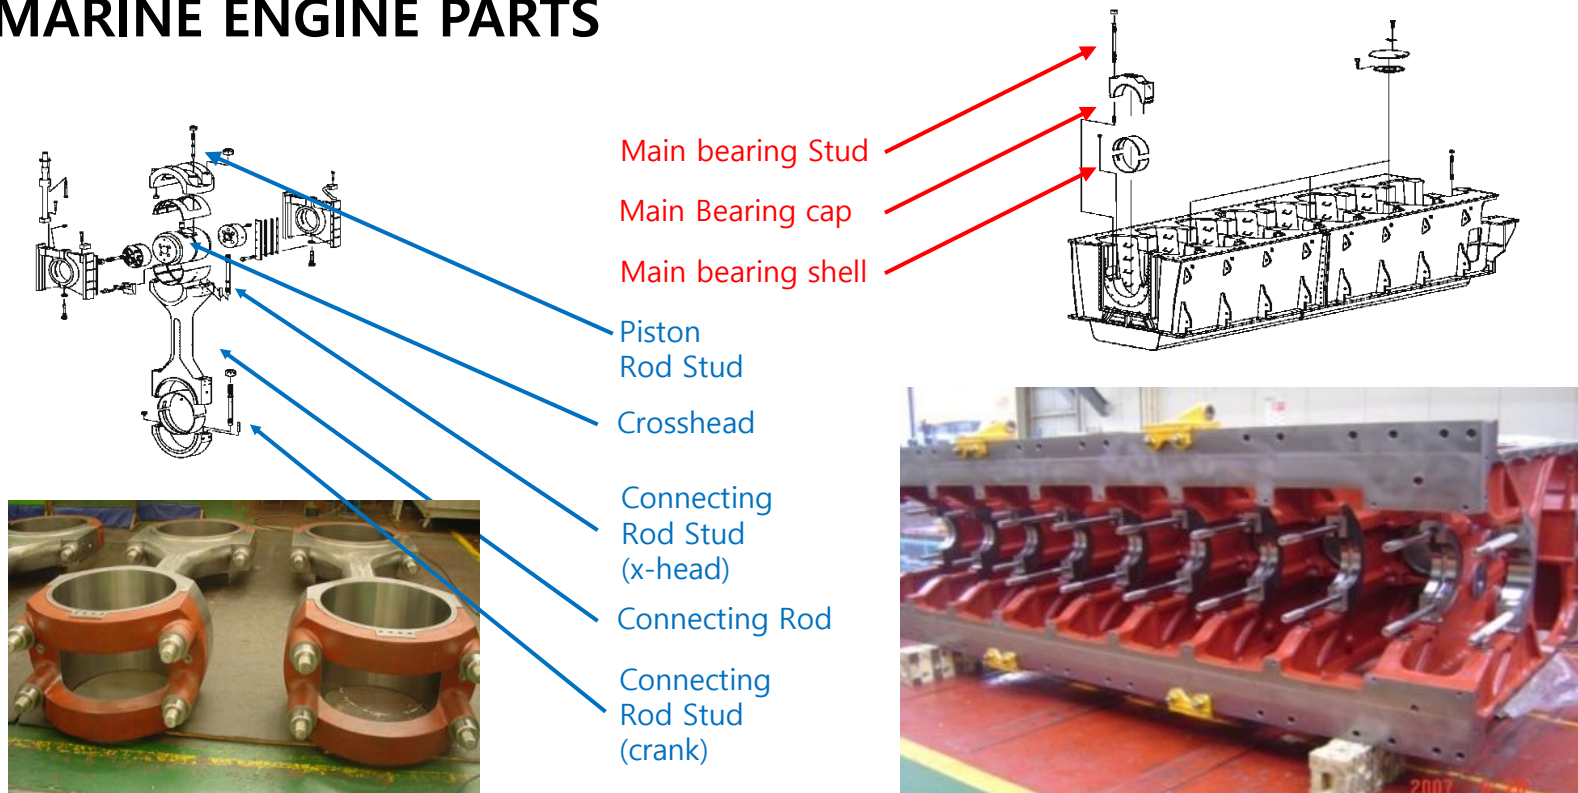 MARINE ENGINE PARTS
Main bearing Stud
Main Bearing cap
Main bearing shell
Piston
Rod Stud
Crosshead
Connecting
Rod Stud
(x-head)
Connecting Rod
Connecting
Rod Stud
(crank)
2007